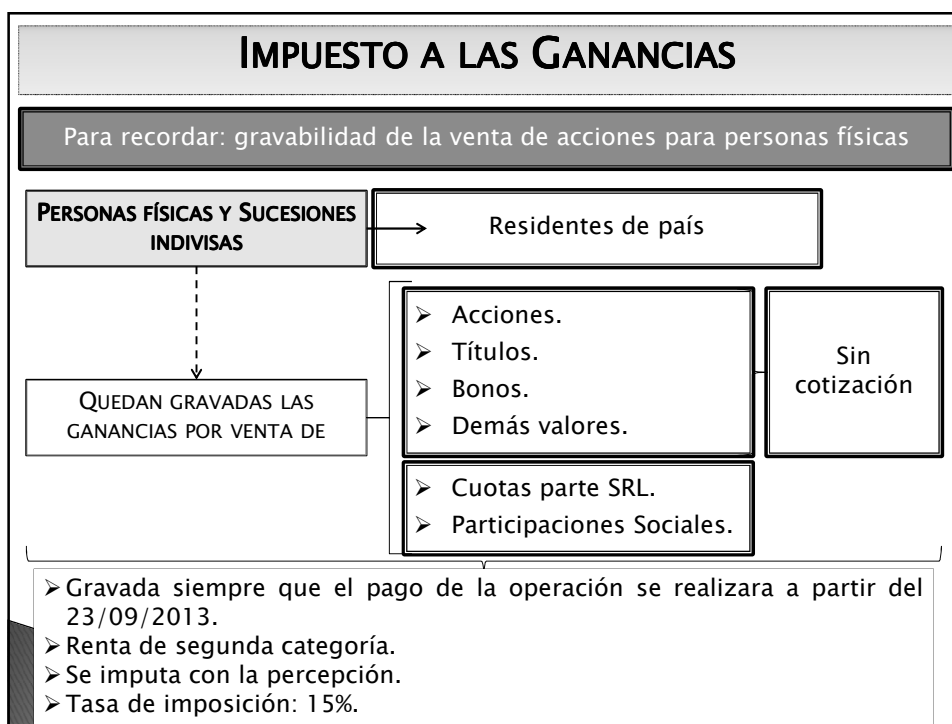 IMPUESTO A LAS GANANCIAS
Para recordar: gravabilidad de la venta de acciones para personas físicas
PERSONAS FÍSICAS Y SUCESIONES
INDIVISAS
Residentes de país
QUEDAN GRAVADAS LAS
GANANCIAS POR VENTA DE
➢ Acciones.
➢ Títulos.
➢ Bonos.
➢ Demás valores.
Sin
cotización
➢ Cuotas parte SRL.
➢ Participaciones Sociales.
➢ Gravada siempre que el pago de la operación se realizara a partir del
23/09/2013.
➢ Renta de segunda categoría.
➢ Se imputa con la percepción.
➢ Tasa de imposición: 15%.